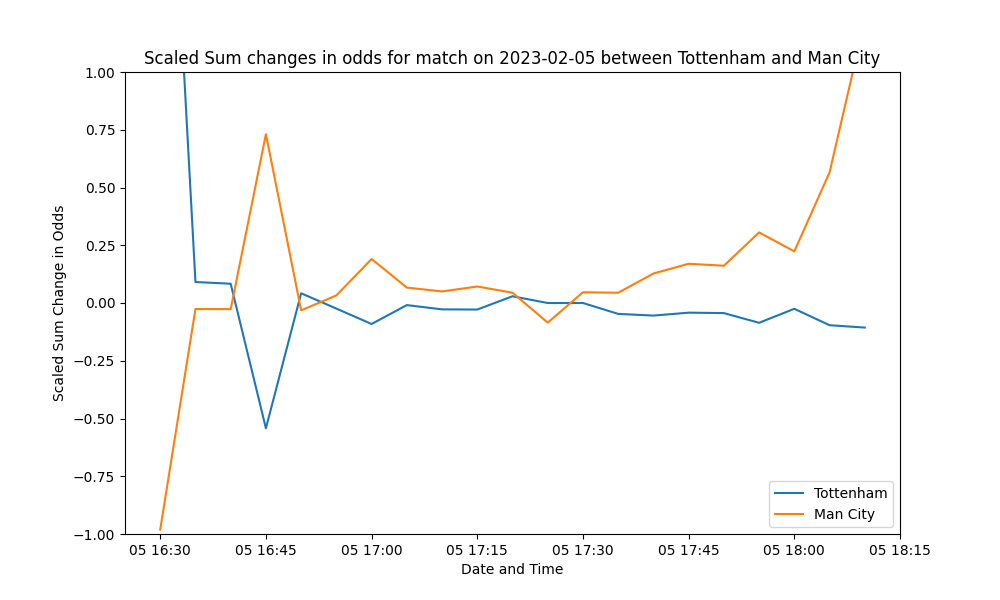 Scaled Sum changes in odds for match on 2023-02-05 between Tottenham and Man City
1.00
0.75
0.50
0.25
0.00
−0.25
−0.50
−0.75
−1.00
Scaled Sum Change in Odds
Tottenham
Man City
05 16:30 05 16:45 05 17:00 05 17:15 05 17:30 05 17:45 05 18:00 05 18:15
Date and Time